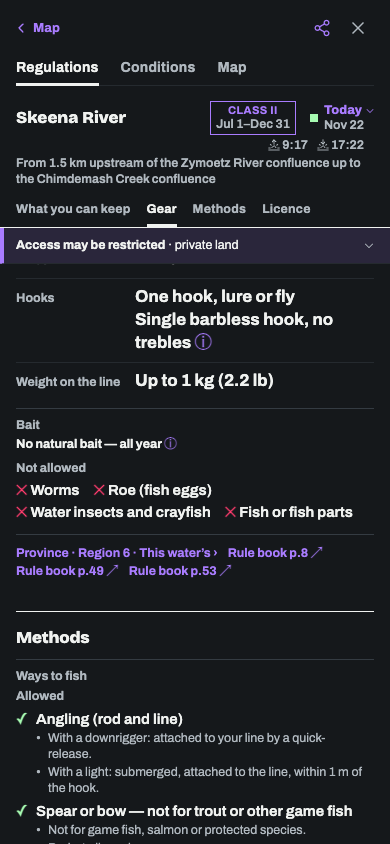 Map
Regulations Conditions Map
Skeena River
CLASS II
Jul 1–Dec 31
Today
Nov 22
9:17 17:22
From 1.5 km upstream of the Zymoetz River confluence up to
the Chimdemash Creek confluence
What you can keep Gear Methods Licence
Access may be restricted · private land
Hooks
One hook, lure or fly
Single barbless hook, no
trebles
Weight on the line Up to 1 kg (2.2 lb)
Bait
No natural bait — all year
Not allowed
Worms Roe (fish eggs)
Water insects and crayfish Fish or fish parts
Province · Region 6 · This water's › Rule book p.8 ↗
Rule book p.49 ↗ Rule book p.53 ↗
Methods
Ways to fish
Allowed
✓ Angling (rod and line)
• With a downrigger: attached to your line by a quick-
release.
• With a light: submerged, attached to the line, within 1 m of
the hook.
✓ Spear or bow — not for trout or other game fish
• Not for game fish, salmon or protected species.